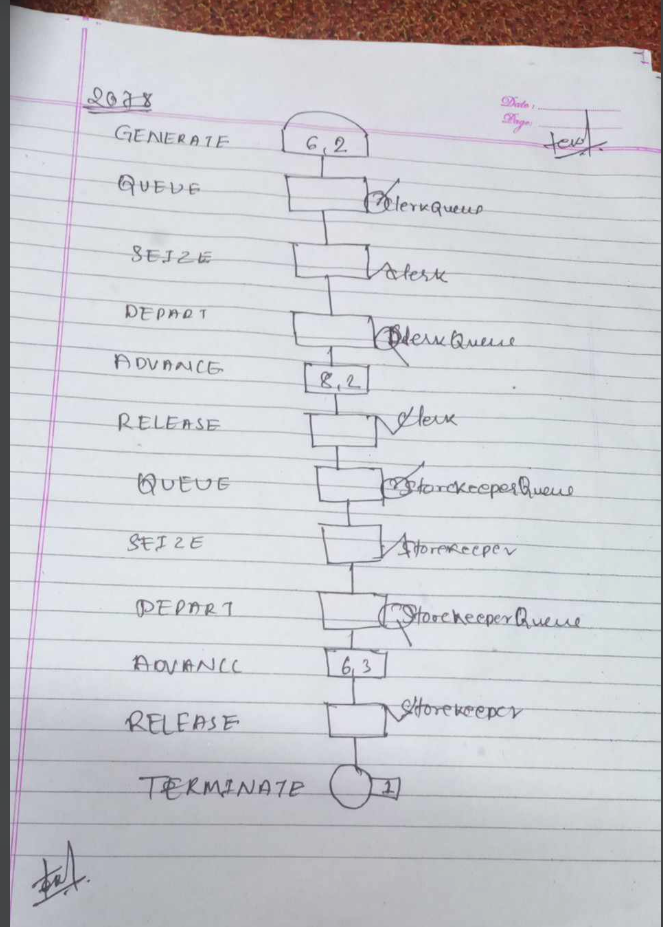 2078
Date :
Page:
GENERATE 6,2
QUEUE ClerkQueue
SEIZE Clerk
DEPART ClerkQueue
ADVANCE 8,2
RELEASE Clerk
QUEUE StorekeeperQueue
SEIZE Storekeeper
DEPART StorekeeperQueue
ADVANCE 6,3
RELEASE Storekeeper
TERMINATE 1